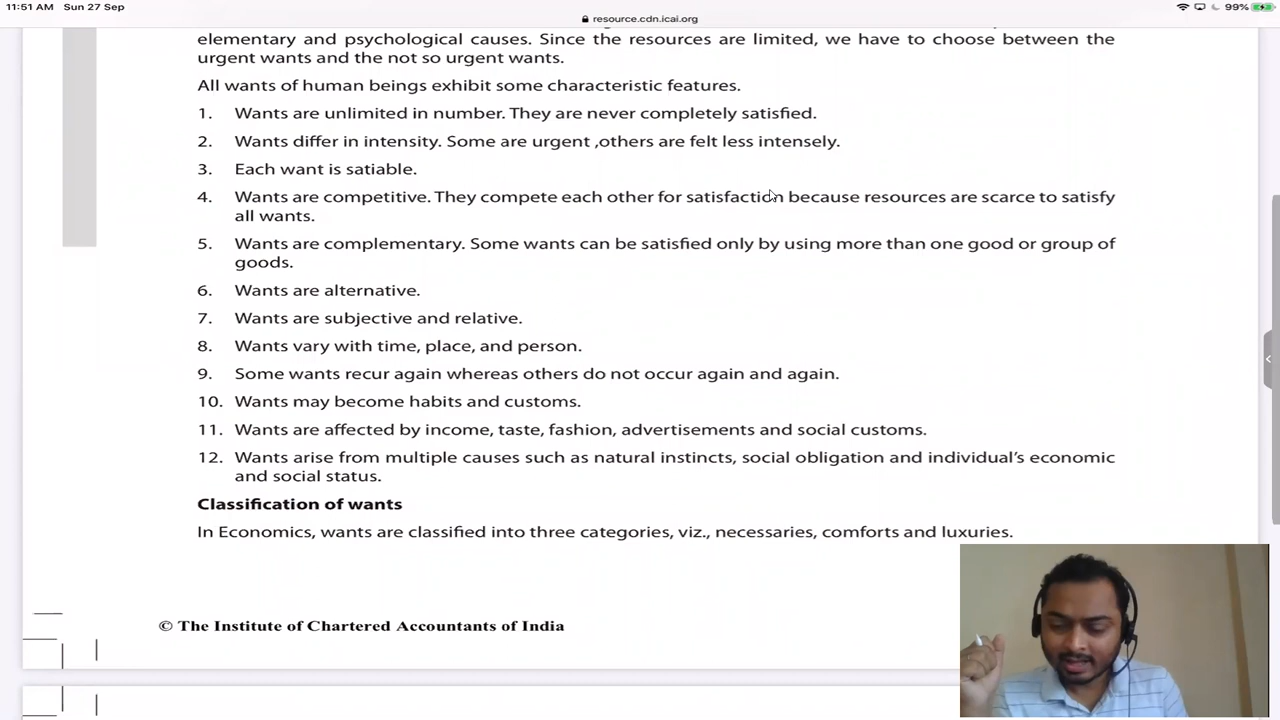 11:51 AM Sun 27 Sep
99%
resource.cdn.icai.org
elementary and psychological causes. Since the resources are limited, we have to choose between the
urgent wants and the not so urgent wants.
All wants of human beings exhibit some characteristic features.
1. Wants are unlimited in number. They are never completely satisfied.
2. Wants differ in intensity. Some are urgent ,others are felt less intensely.
3. Each want is satiable.
4. Wants are competitive. They compete each other for satisfaction because resources are scarce to satisfy
all wants.
5. Wants are complementary. Some wants can be satisfied only by using more than one good or group of
goods.
6. Wants are alternative.
7. Wants are subjective and relative.
8. Wants vary with time, place, and person.
9. Some wants recur again whereas others do not occur again and again.
10. Wants may become habits and customs.
11. Wants are affected by income, taste, fashion, advertisements and social customs.
12. Wants arise from multiple causes such as natural instincts, social obligation and individual's economic
and social status.
Classification of wants
In Economics, wants are classified into three categories, viz., necessaries, comforts and luxuries.
© The Institute of Chartered Accountants of India